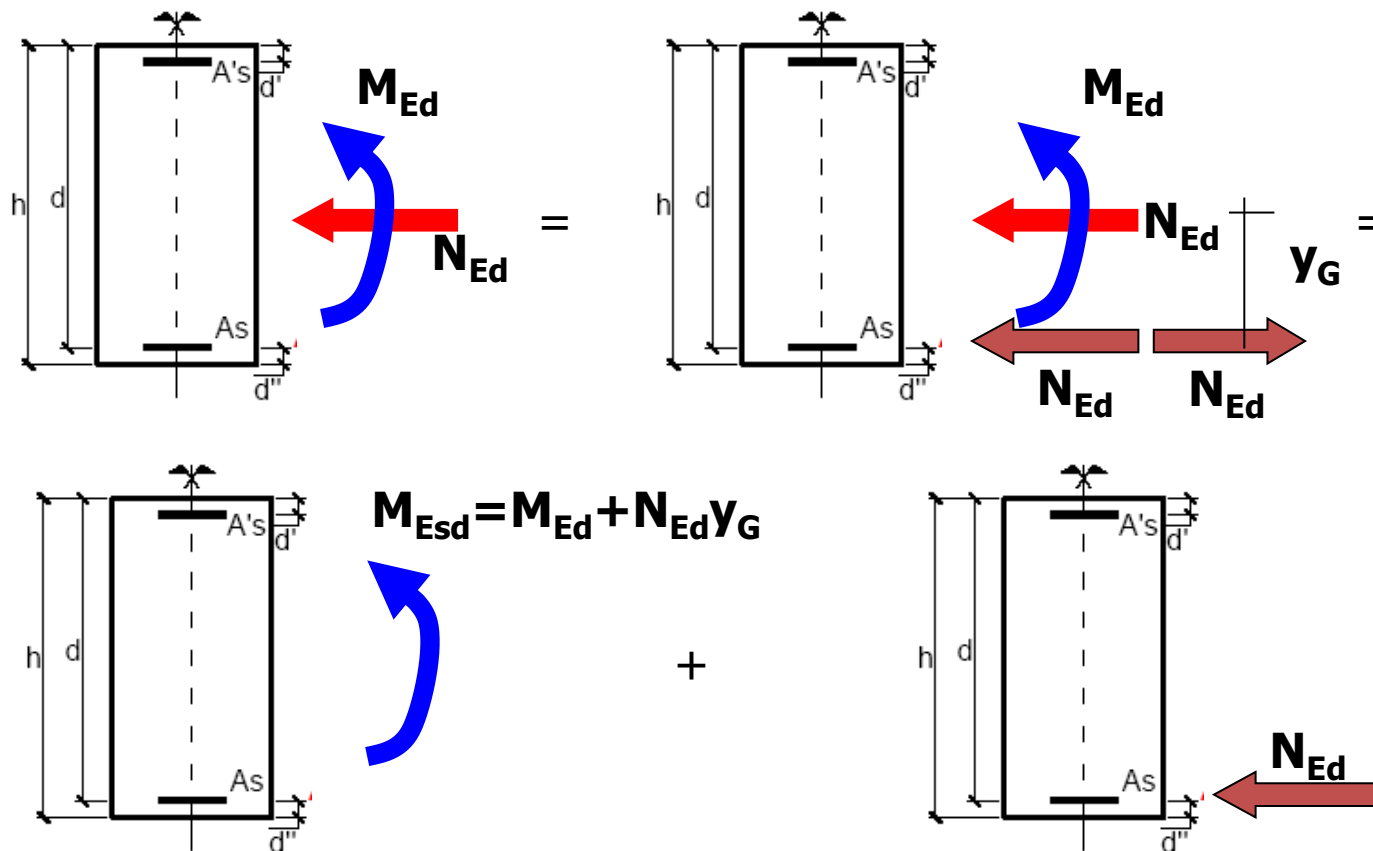 h
d
A's
d'
As
d''
M_Ed
N_Ed
=
h
d
A's
d'
As
d''
M_Ed
N_Ed
y_G
=
N_Ed
N_Ed
h
d
A's
d'
As
d''
M_Esd=M_Ed+N_Ed y_G
+
h
d
A's
d'
As
d''
N_Ed